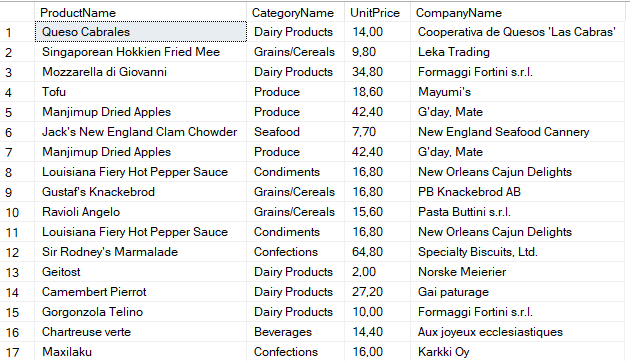 ProductName CategoryName UnitPrice CompanyName
1 Queso Cabrales Dairy Products 14,00 Cooperativa de Quesos 'Las Cabras'
2 Singaporean Hokkien Fried Mee Grains/Cereals 9,80 Leka Trading
3 Mozzarella di Giovanni Dairy Products 34,80 Formaggi Fortini s.r.l.
4 Tofu Produce 18,60 Mayumi's
5 Manjimup Dried Apples Produce 42,40 G'day, Mate
6 Jack's New England Clam Chowder Seafood 7,70 New England Seafood Cannery
7 Manjimup Dried Apples Produce 42,40 G'day, Mate
8 Louisiana Fiery Hot Pepper Sauce Condiments 16,80 New Orleans Cajun Delights
9 Gustaf's Knackebrod Grains/Cereals 16,80 PB Knackebrod AB
10 Ravioli Angelo Grains/Cereals 15,60 Pasta Buttini s.r.l.
11 Louisiana Fiery Hot Pepper Sauce Condiments 16,80 New Orleans Cajun Delights
12 Sir Rodney's Marmalade Confections 64,80 Specialty Biscuits, Ltd.
13 Geitost Dairy Products 2,00 Norske Meierier
14 Camembert Pierrot Dairy Products 27,20 Gai paturage
15 Gorgonzola Telino Dairy Products 10,00 Formaggi Fortini s.r.l.
16 Chartreuse verte Beverages 14,40 Aux joyeux ecclesiastiques
17 Maxilaku Confections 16,00 Karkki Oy